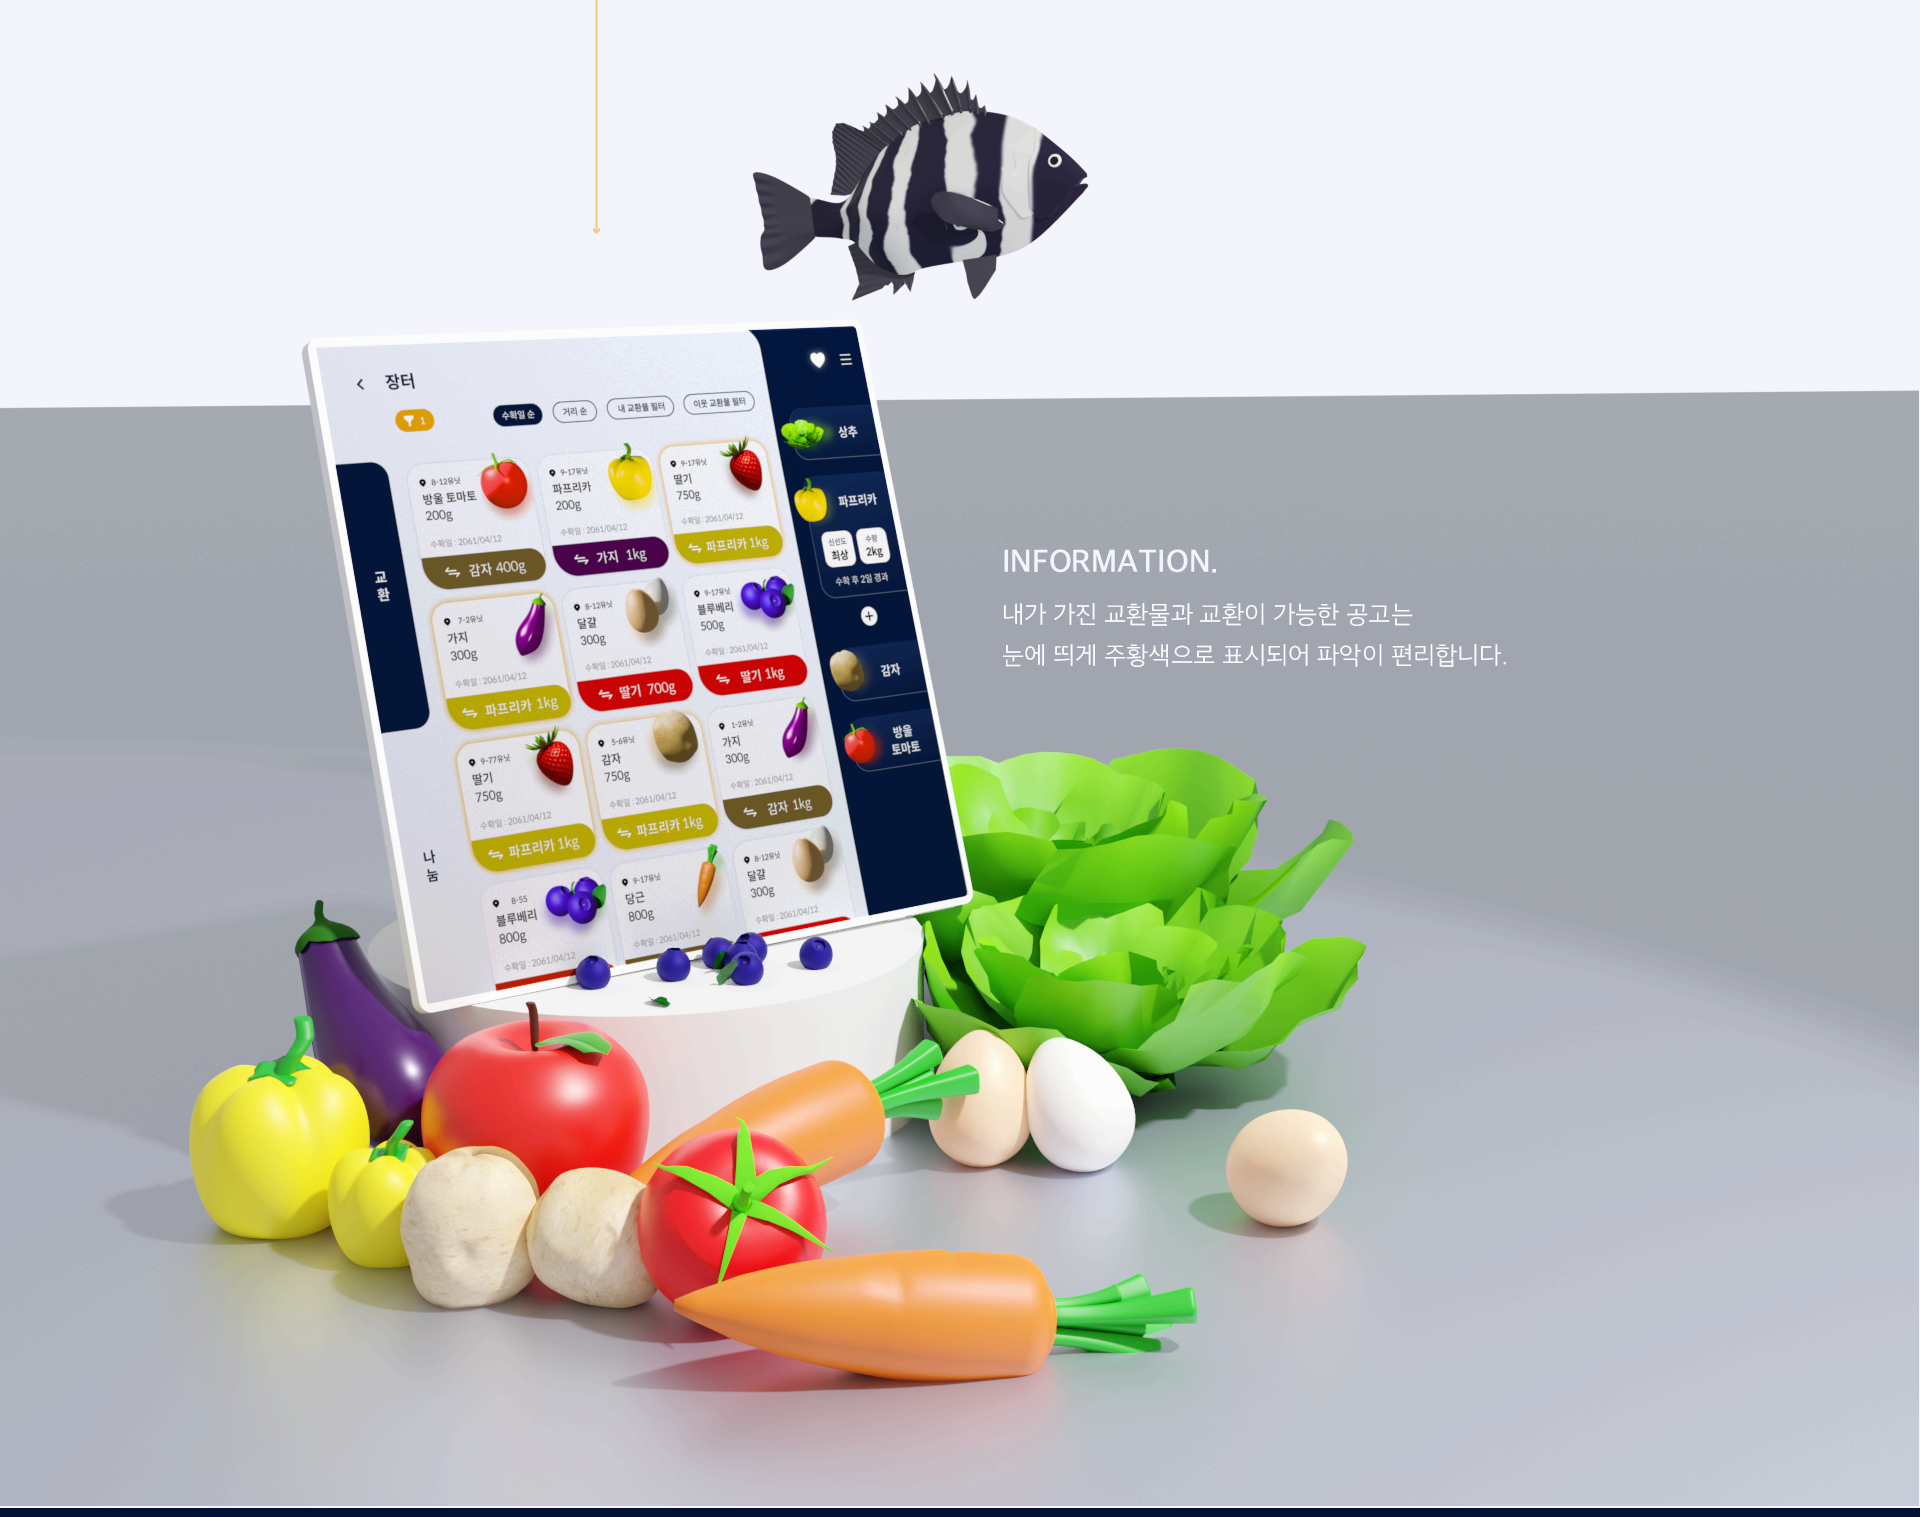 장터
1
수확일 순
거리 순
내 교환물 필터
이웃 교환물 필터
교환
나눔
8-12유닛
방울 토마토
200g
수확일 : 2061/04/12
감자 400g
9-17유닛
파프리카
200g
수확일 : 2061/04/12
가지 1kg
9-17유닛
딸기
750g
수확일 : 2061/04/12
파프리카 1kg
7-2유닛
가지
300g
수확일 : 2061/04/12
파프리카 1kg
8-12유닛
달걀
300g
수확일 : 2061/04/12
딸기 700g
9-17유닛
블루베리
500g
수확일 : 2061/04/12
딸기 1kg
9-77유닛
딸기
750g
수확일 : 2061/04/12
파프리카 1kg
5-6유닛
감자
750g
수확일 : 2061/04/12
파프리카 1kg
1-2유닛
가지
300g
수확일 : 2061/04/12
감자 1kg
8-55
블루베리
800g
수확일 : 2061/04/12
9-17유닛
당근
800g
수확일 : 2061/04/12
8-12유닛
달걀
300g
수확일 : 2061/04/12
상추
파프리카
신선도
최상
수량
2kg
수확 후 2일 경과
감자
방울
토마토
INFORMATION.
내가 가진 교환물과 교환이 가능한 공고는
눈에 띄게 주황색으로 표시되어 파악이 편리합니다.